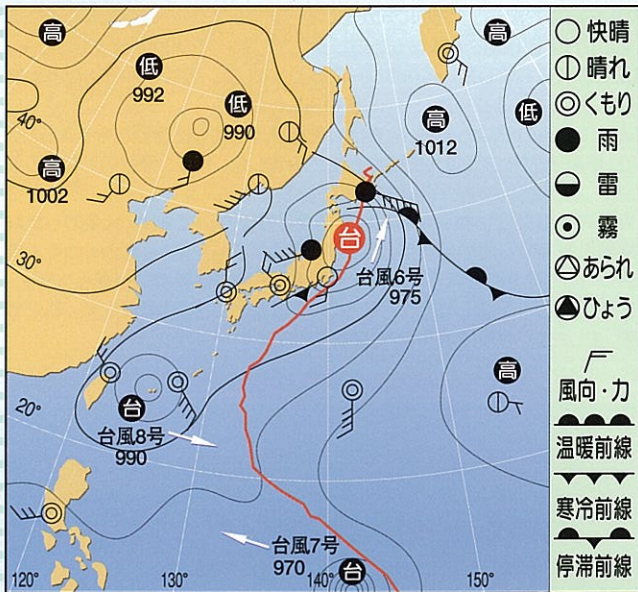 高
低
992
低
990
高
1002
高
高
1012
低
台
台風6号
975
高
台
台風8号
990
台風7号
970
台
40°
30°
20°
120°
130°
140°
150°
快晴
晴れ
くもり
雨
雷
霧
あられ
ひょう
風向・力
温暖前線
寒冷前線
停滞前線